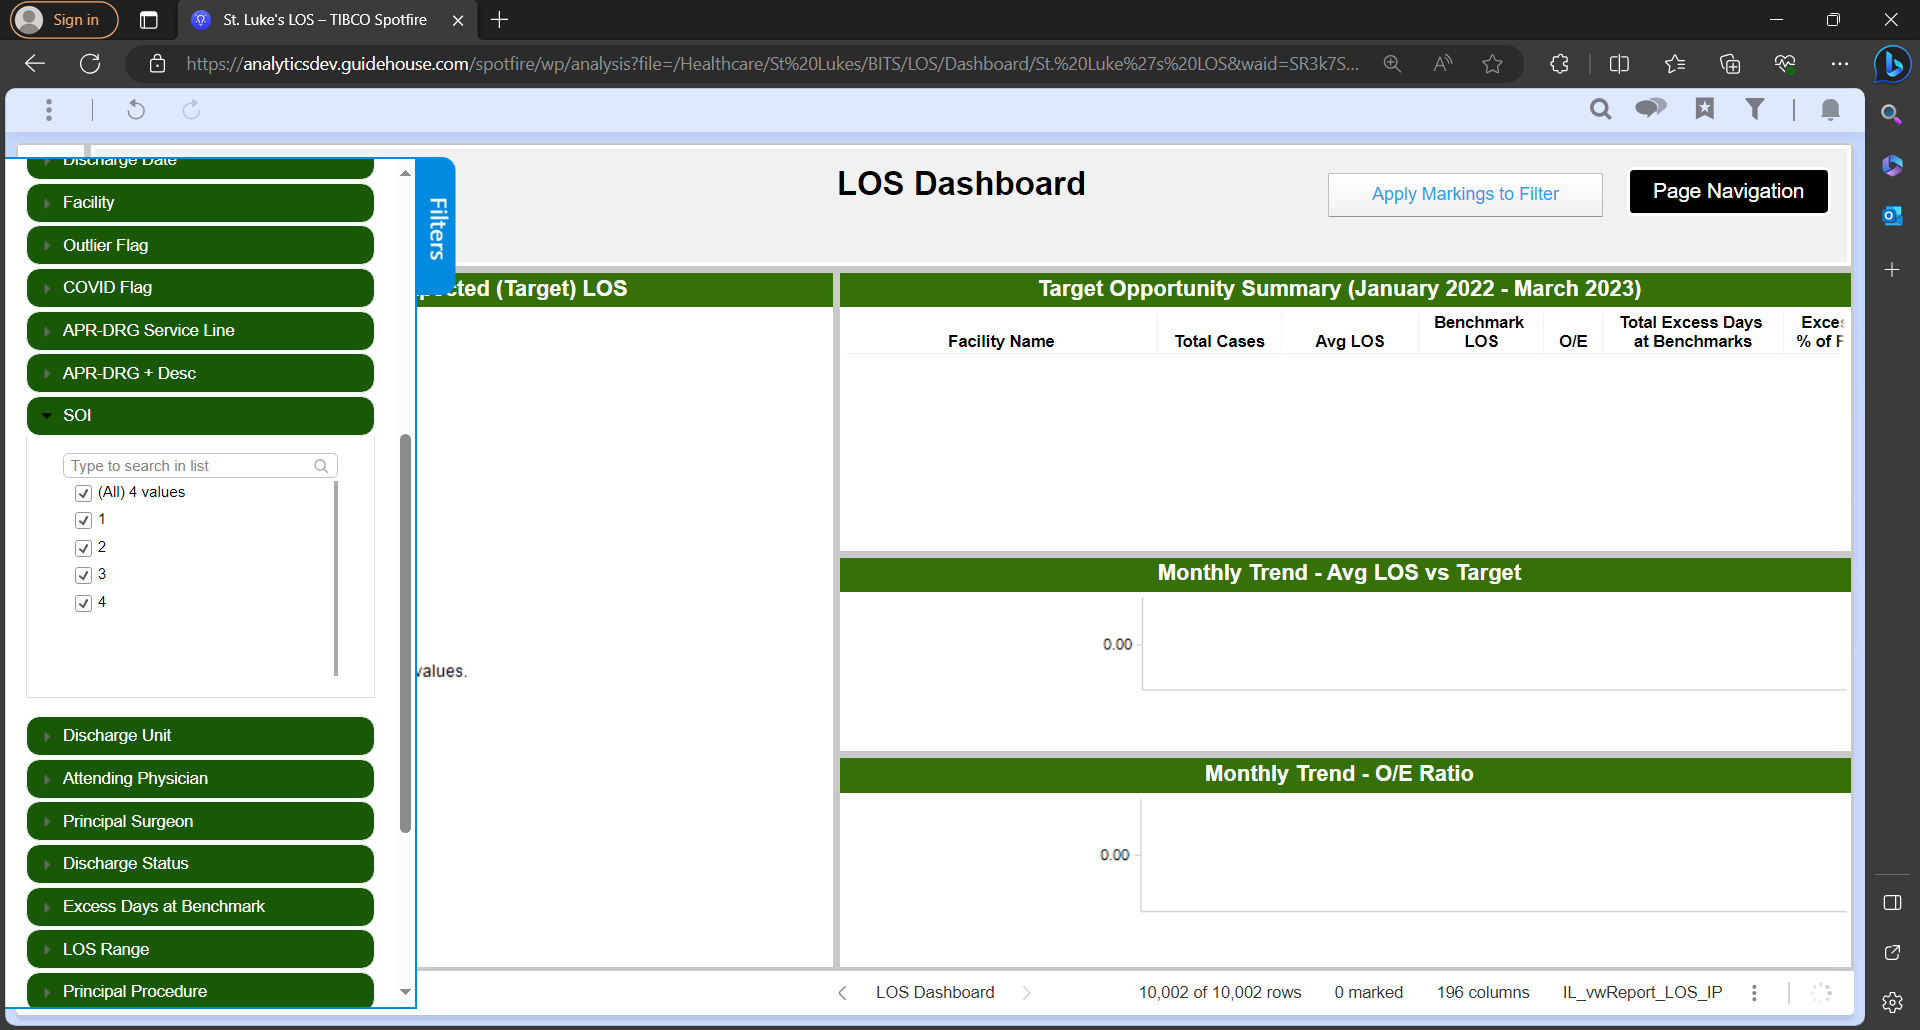 Sign in
St. Luke's LOS – TIBCO Spotfire
https://analyticsdev.guidehouse.com/spotfire/wp/analysis?file=/Healthcare/St%20Lukes/BITS/LOS/Dashboard/St.%20Luke%27s%20LOS&waid=SR3k7S...
LOS Dashboard
Apply Markings to Filter
Page Navigation
Filters
Discharge Date
Facility
Outlier Flag
COVID Flag
APR-DRG Service Line
APR-DRG + Desc
SOI
Type to search in list
(All) 4 values
1
2
3
4
Discharge Unit
Attending Physician
Principal Surgeon
Discharge Status
Excess Days at Benchmark
LOS Range
Principal Procedure
(Target) LOS
values.
Target Opportunity Summary (January 2022 - March 2023)
Facility Name
Total Cases
Avg LOS
Benchmark
LOS
O/E
Total Excess Days
at Benchmarks
% of
Monthly Trend - Avg LOS vs Target
0.00
Monthly Trend - O/E Ratio
0.00
LOS Dashboard
10,002 of 10,002 rows
0 marked
196 columns
IL_vwReport_LOS_IP